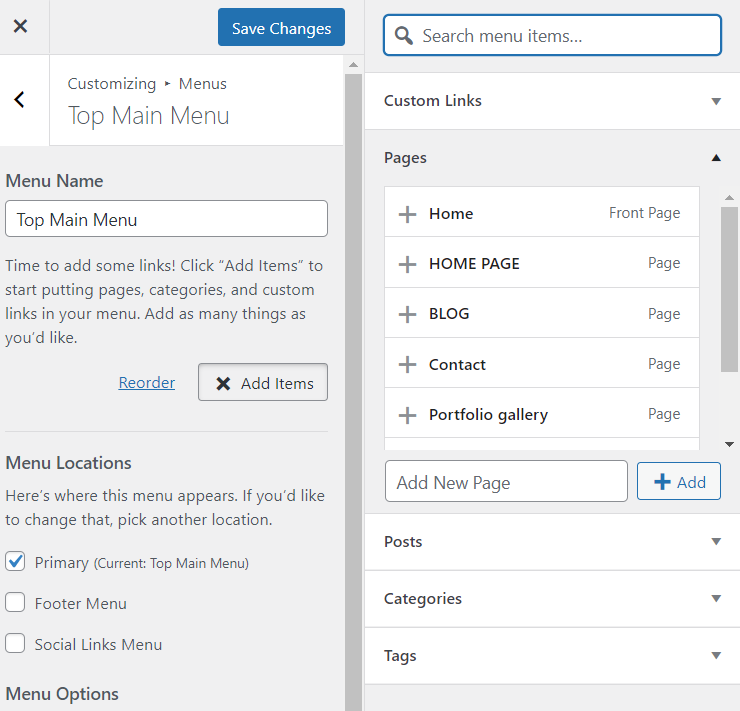 Save Changes
Customizing ▸ Menus
Top Main Menu
Menu Name
Top Main Menu
Time to add some links! Click “Add Items” to
start putting pages, categories, and custom
links in your menu. Add as many things as
you’d like.
Reorder
Add Items
Menu Locations
Here’s where this menu appears. If you’d like
to change that, pick another location.
Primary (Current: Top Main Menu)
Footer Menu
Social Links Menu
Menu Options
Search menu items…
Custom Links
Pages
Home Front Page
HOME PAGE Page
BLOG Page
Contact Page
Portfolio gallery Page
Add New Page
Add
Posts
Categories
Tags